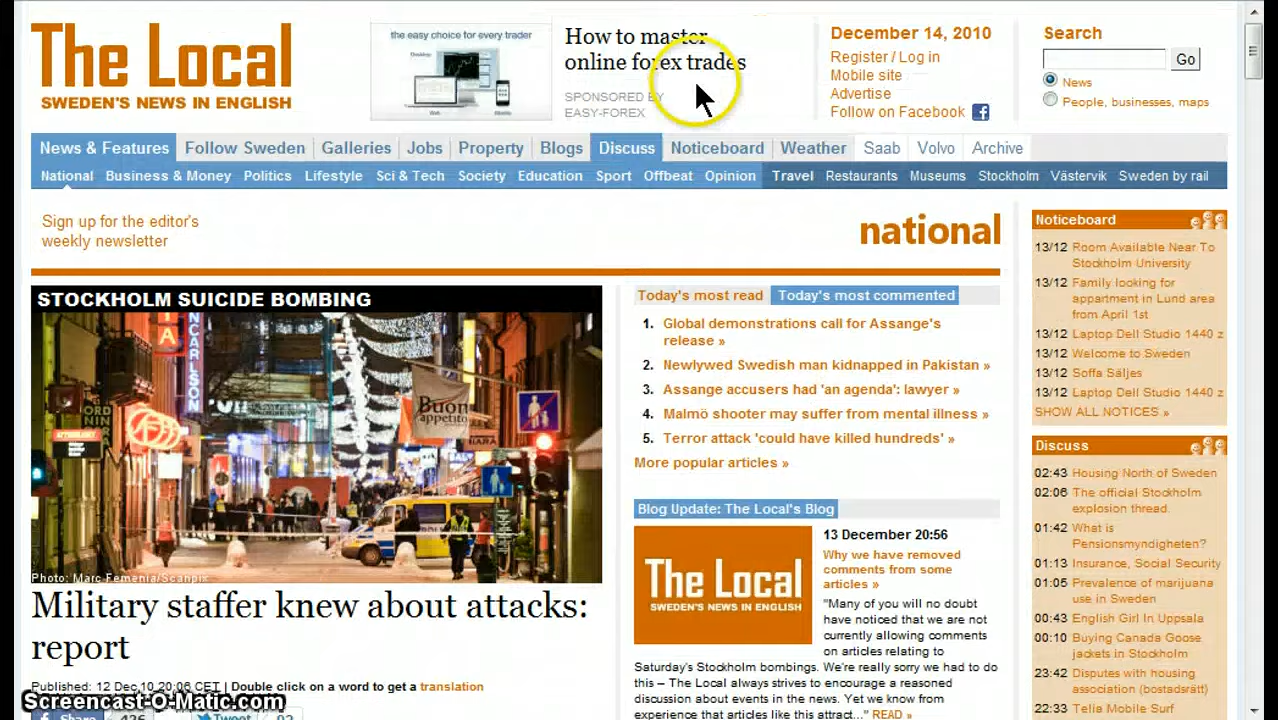 The Local
SWEDEN'S NEWS IN ENGLISH
the easy choice for every trader
How to master
online forex trades
SPONSORED BY
EASY-FOREX
December 14, 2010
Register / Log in
Mobile site
Advertise
Follow on Facebook
Search
Go
News
People, businesses, maps
News & Features
Follow Sweden
Galleries
Jobs
Property
Blogs
Discuss
Noticeboard
Weather
Saab
Volvo
Archive
National
Business & Money
Politics
Lifestyle
Sci & Tech
Society
Education
Sport
Offbeat
Opinion
Travel
Restaurants
Museums
Stockholm
Västervik
Sweden by rail
Sign up for the editor's
weekly newsletter
national
STOCKHOLM SUICIDE BOMBING
Buon
appetito
Photo: Marc Femenia/Scanpix
Military staffer knew about attacks:
report
Published: 12 Dec 10 20:06 CET | Double click on a word to get a translation
Share
426
Tweet
92
Today's most read
Today's most commented
1. Global demonstrations call for Assange's
release »
2. Newlywed Swedish man kidnapped in Pakistan »
3. Assange accusers had 'an agenda': lawyer »
4. Malmö shooter may suffer from mental illness »
5. Terror attack 'could have killed hundreds' »
More popular articles »
Blog Update: The Local's Blog
The Local
SWEDEN'S NEWS IN ENGLISH
13 December 20:56
Why we have removed
comments from some
articles »
"Many of you will no doubt
have noticed that we are not
currently allowing comments
on articles relating to
Saturday's Stockholm bombings. We're really sorry we had to do
this – The Local always strives to encourage a reasoned
discussion about events in the news. Yet we know from
experience that articles like this attract..." READ »
Noticeboard
13/12 Room Available Near To
Stockholm University
13/12 Family looking for
appartment in Lund area
from April 1st
13/12 Laptop Dell Studio 1440 z
13/12 Welcome to Sweden
13/12 Soffa Säljes
13/12 Laptop Dell Studio 1440 z
SHOW ALL NOTICES »
Discuss
02:43 Housing North of Sweden
02:06 The official Stockholm
explosion thread.
01:42 What is
Pensionsmyndigheten?
01:13 Insurance, Social Security
01:05 Prevalence of marijuana
use in Sweden
00:43 English Girl In Uppsala
00:10 Buying Canada Goose
jackets in Stockholm
23:42 Disputes with housing
association (bostadsrätt)
22:33 Telia Mobile Surf
Screencast-O-Matic.com